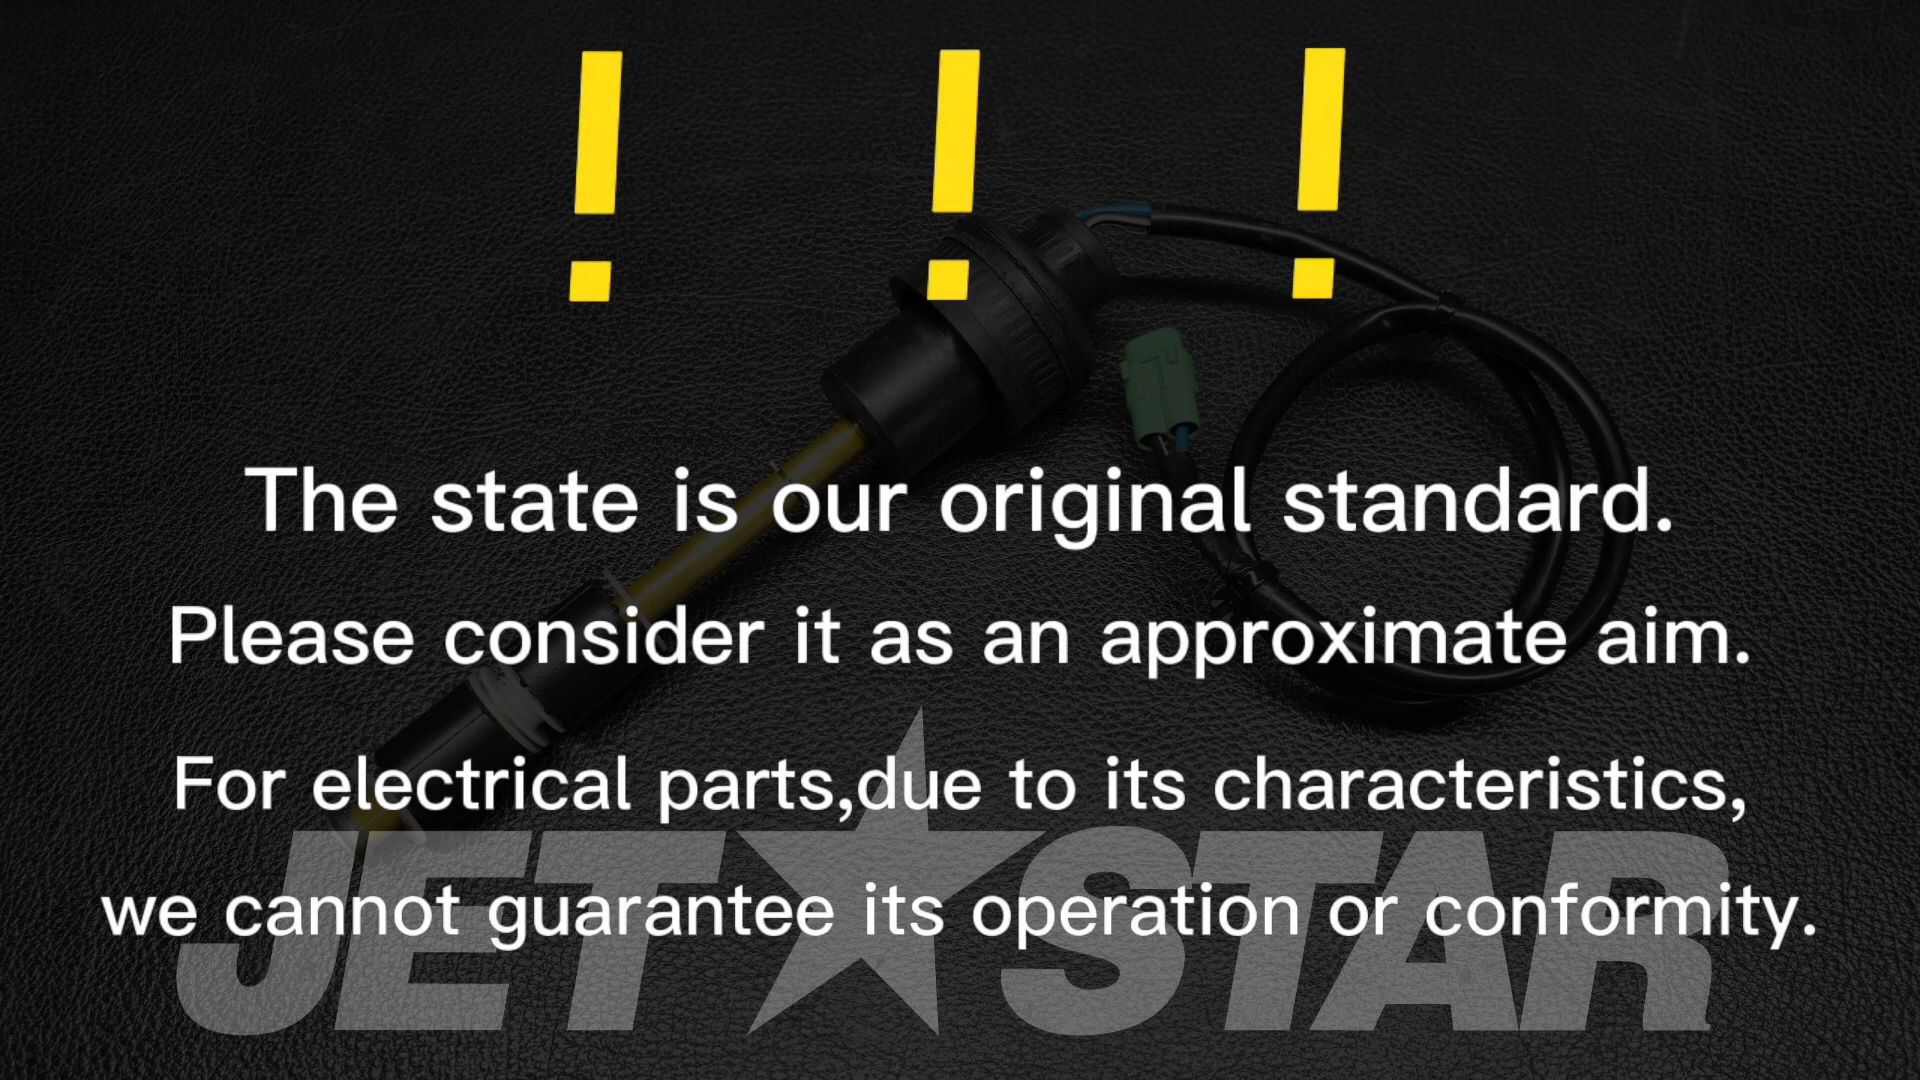 ! ! !
The state is our original standard.
Please consider it as an approximate aim.
For electrical parts,due to its characteristics,
we cannot guarantee its operation or conformity.
JET★STAR